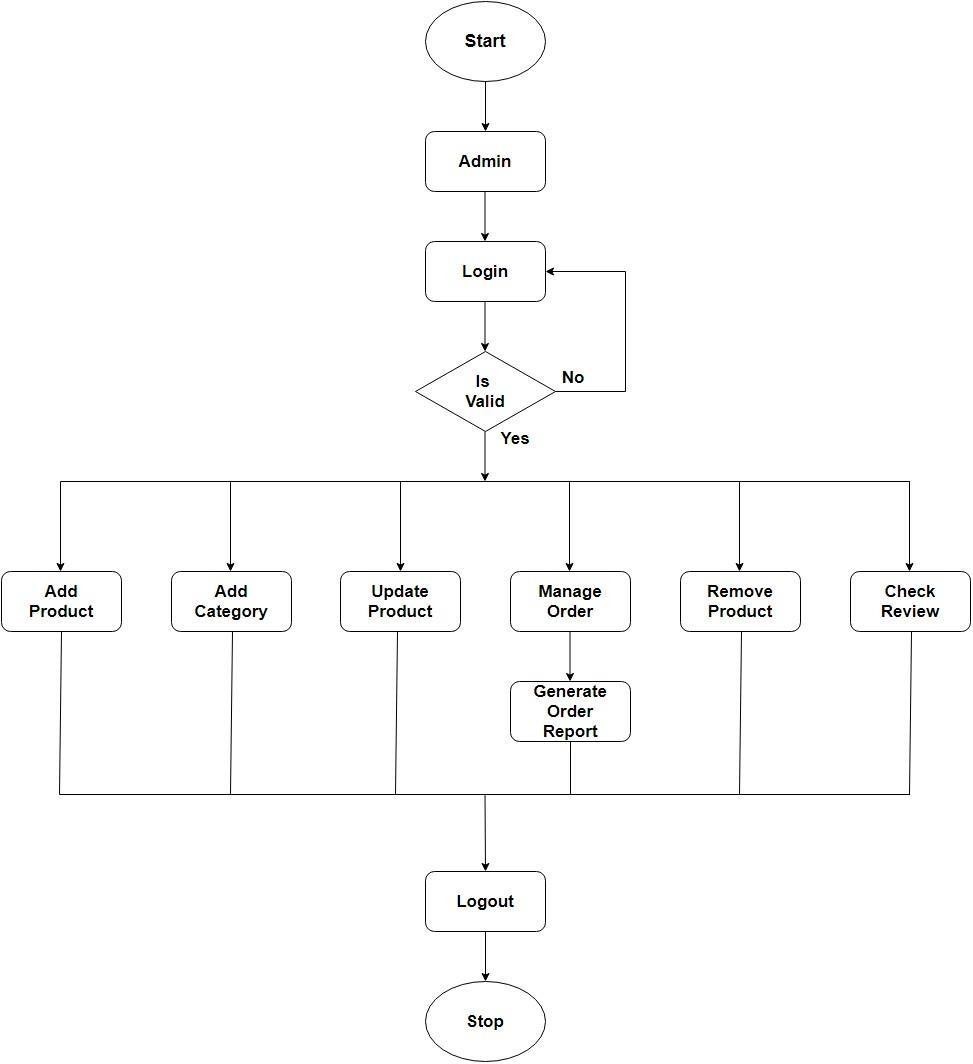 Start
Admin
Login
Is
Valid
No
Yes
Add
Product
Add
Category
Update
Product
Manage
Order
Remove
Product
Check
Review
Generate
Order
Report
Logout
Stop